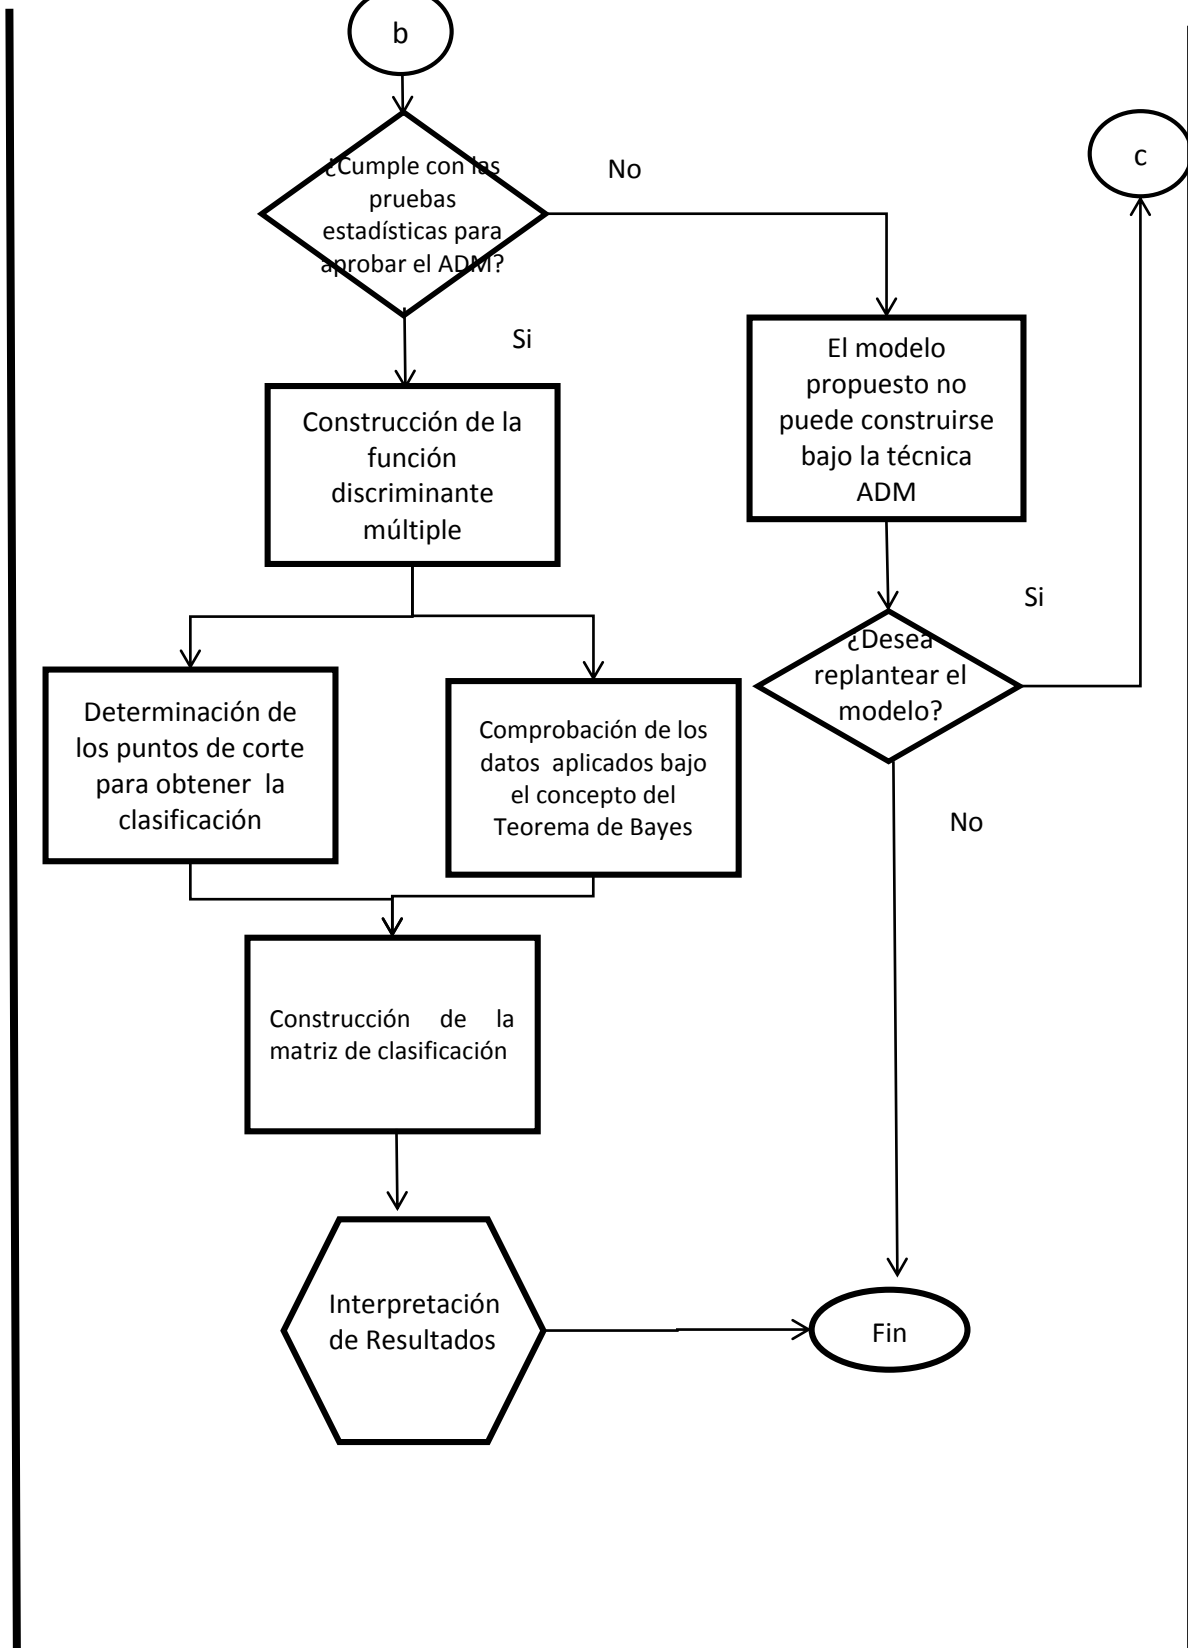 b
¿Cumple con las
pruebas
estadísticas para
aprobar el ADM?
No
c
Si
El modelo
propuesto no
puede construirse
bajo la técnica
ADM
Construcción de la
función
discriminante
múltiple
Si
¿Desea
replantear el
modelo?
Determinación de
los puntos de corte
para obtener la
clasificación
Comprobación de los
datos aplicados bajo
el concepto del
Teorema de Bayes
No
Construcción de la
matriz de clasificación
Interpretación
de Resultados
Fin